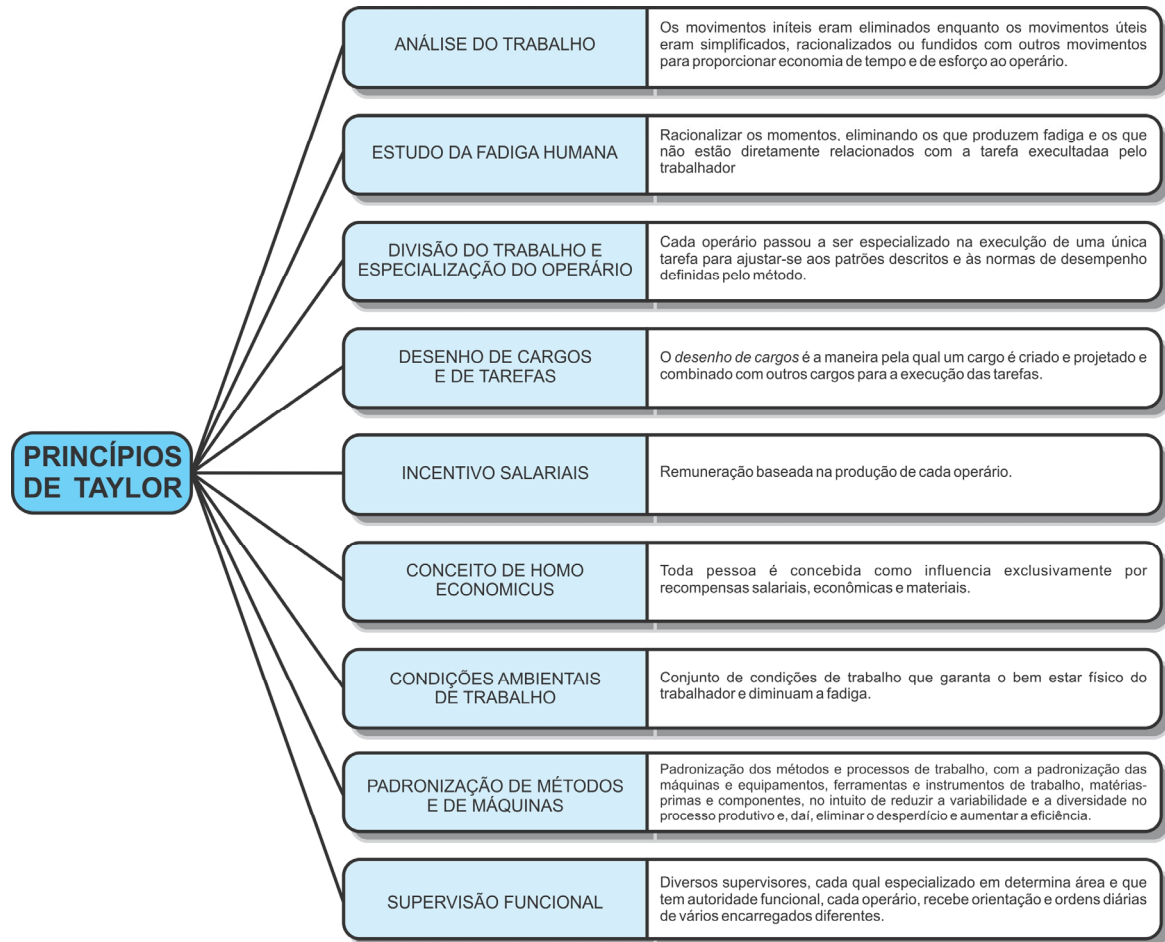 PRINCÍPIOS
DE TAYLOR
ANÁLISE DO TRABALHO
Os movimentos iníteis eram eliminados enquanto os movimentos úteis
eram simplificados, racionalizados ou fundidos com outros movimentos
para proporcionar economia de tempo e de esforço ao operário.
ESTUDO DA FADIGA HUMANA
Racionalizar os momentos. eliminando os que produzem fadiga e os que
não estão diretamente relacionados com a tarefa execultadaa pelo
trabalhador
DIVISÃO DO TRABALHO E
ESPECIALIZAÇÃO DO OPERÁRIO
Cada operário passou a ser especializado na execulção de uma única
tarefa para ajustar-se aos patrões descritos e às normas de desempenho
definidas pelo método.
DESENHO DE CARGOS
E DE TAREFAS
O desenho de cargos é a maneira pela qual um cargo é criado e projetado e
combinado com outros cargos para a execução das tarefas.
INCENTIVO SALARIAIS
Remuneração baseada na produção de cada operário.
CONCEITO DE HOMO
ECONOMICUS
Toda pessoa é concebida como influencia exclusivamente por
recompensas salariais, econômicas e materiais.
CONDIÇÕES AMBIENTAIS
DE TRABALHO
Conjunto de condições de trabalho que garanta o bem estar físico do
trabalhador e diminuam a fadiga.
PADRONIZAÇÃO DE MÉTODOS
E DE MÁQUINAS
Padronização dos métodos e processos de trabalho, com a padronização das
máquinas e equipamentos, ferramentas e instrumentos de trabalho, matérias-
primas e componentes, no intuito de reduzir a variabilidade e a diversidade no
processo produtivo e, daí, eliminar o desperdício e aumentar a eficiência.
SUPERVISÃO FUNCIONAL
Diversos supervisores, cada qual especializado em determina área e que
tem autoridade funcional, cada operário, recebe orientação e ordens diárias
de vários encarregados diferentes.